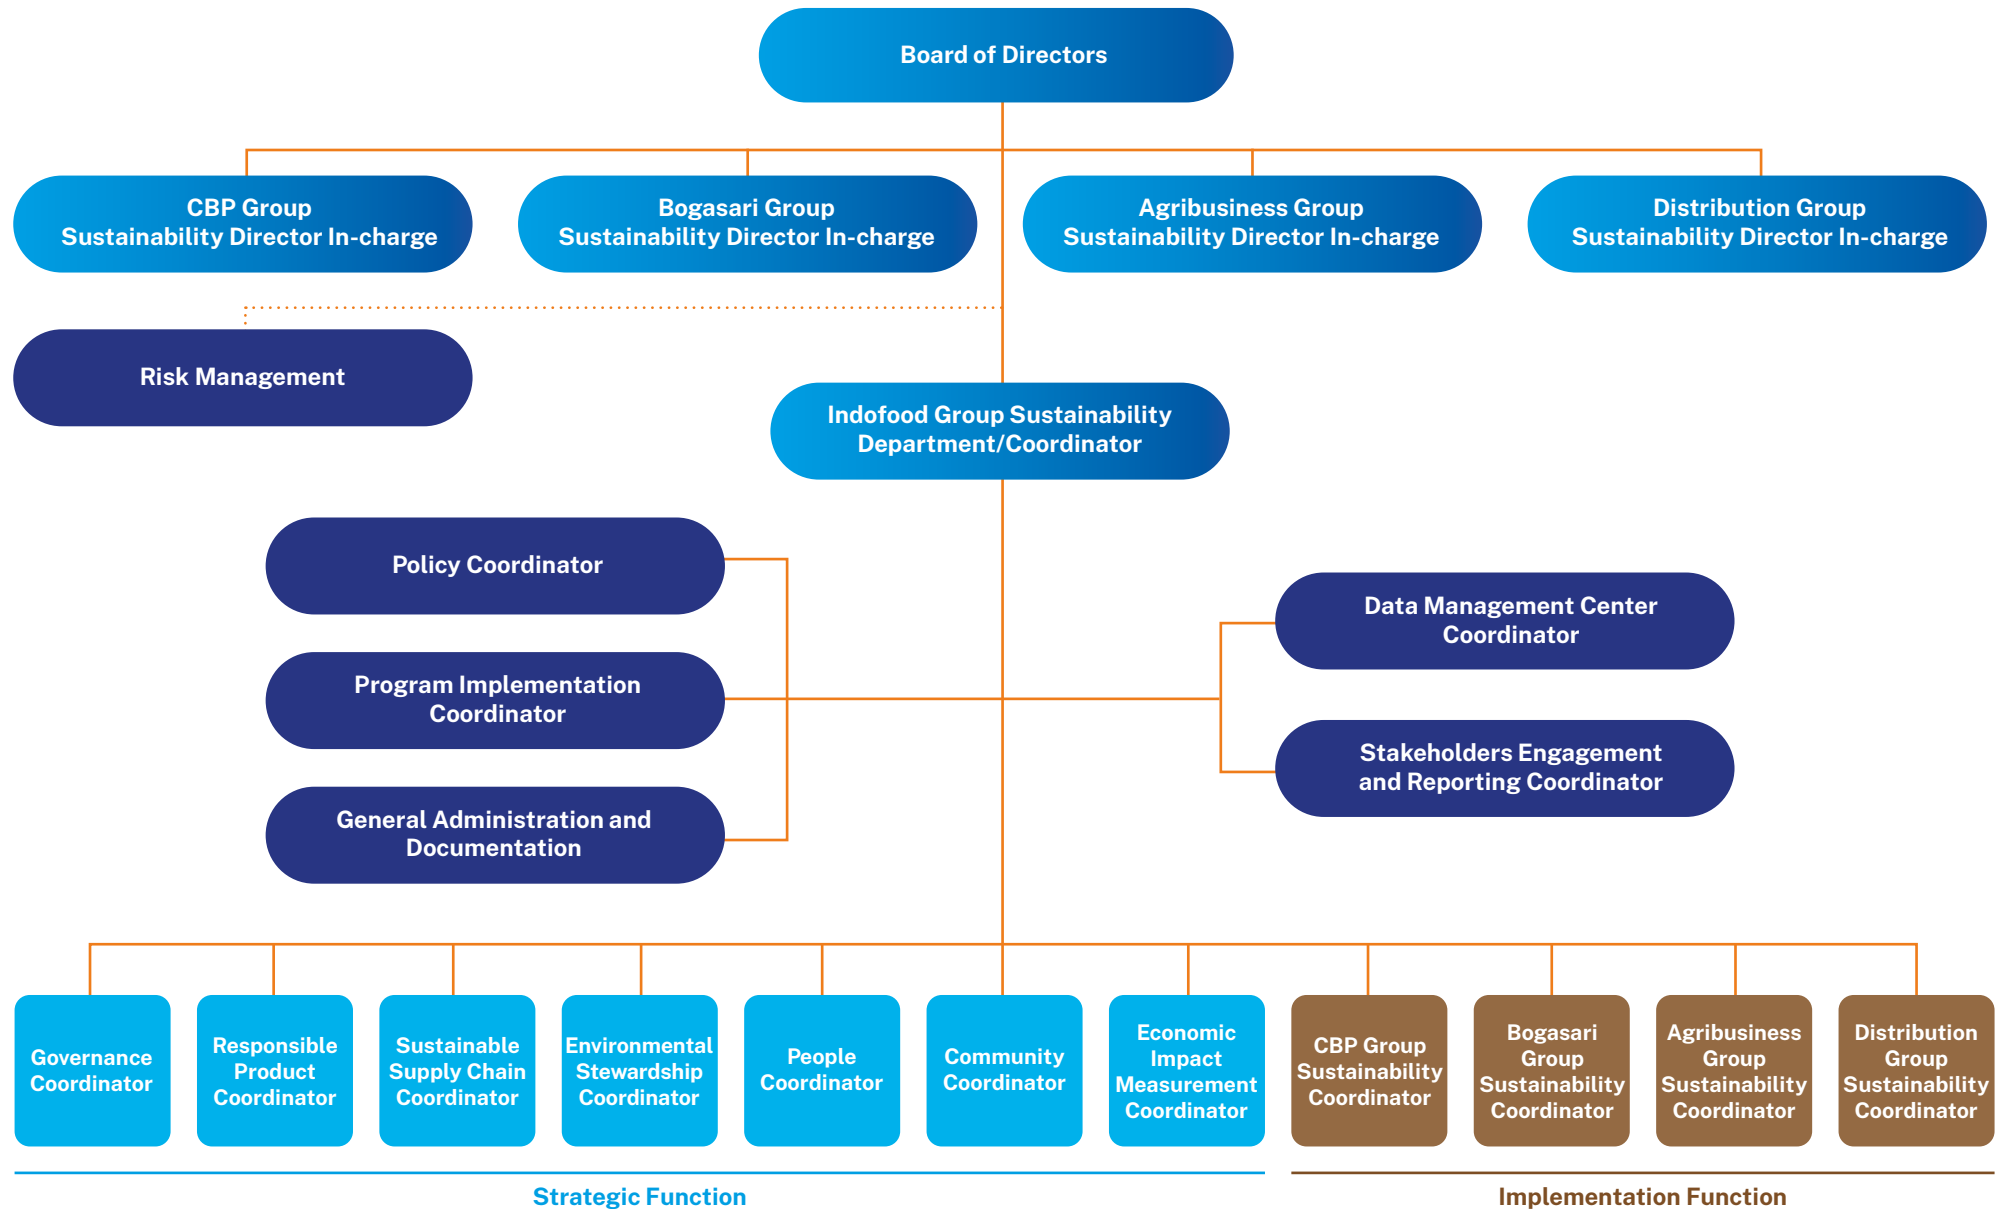 Board of Directors
CBP Group
Sustainability Director In-charge
Bogasari Group
Sustainability Director In-charge
Agribusiness Group
Sustainability Director In-charge
Distribution Group
Sustainability Director In-charge
Risk Management
Indofood Group Sustainability
Department/Coordinator
Policy Coordinator
Program Implementation
Coordinator
General Administration and
Documentation
Data Management Center
Coordinator
Stakeholders Engagement
and Reporting Coordinator
Governance
Coordinator
Responsible
Product
Coordinator
Sustainable
Supply Chain
Coordinator
Environmental
Stewardship
Coordinator
People
Coordinator
Community
Coordinator
Economic
Impact
Measurement
Coordinator
CBP Group
Sustainability
Coordinator
Bogasari
Group
Sustainability
Coordinator
Agribusiness
Group
Sustainability
Coordinator
Distribution
Group
Sustainability
Coordinator
Strategic Function
Implementation Function